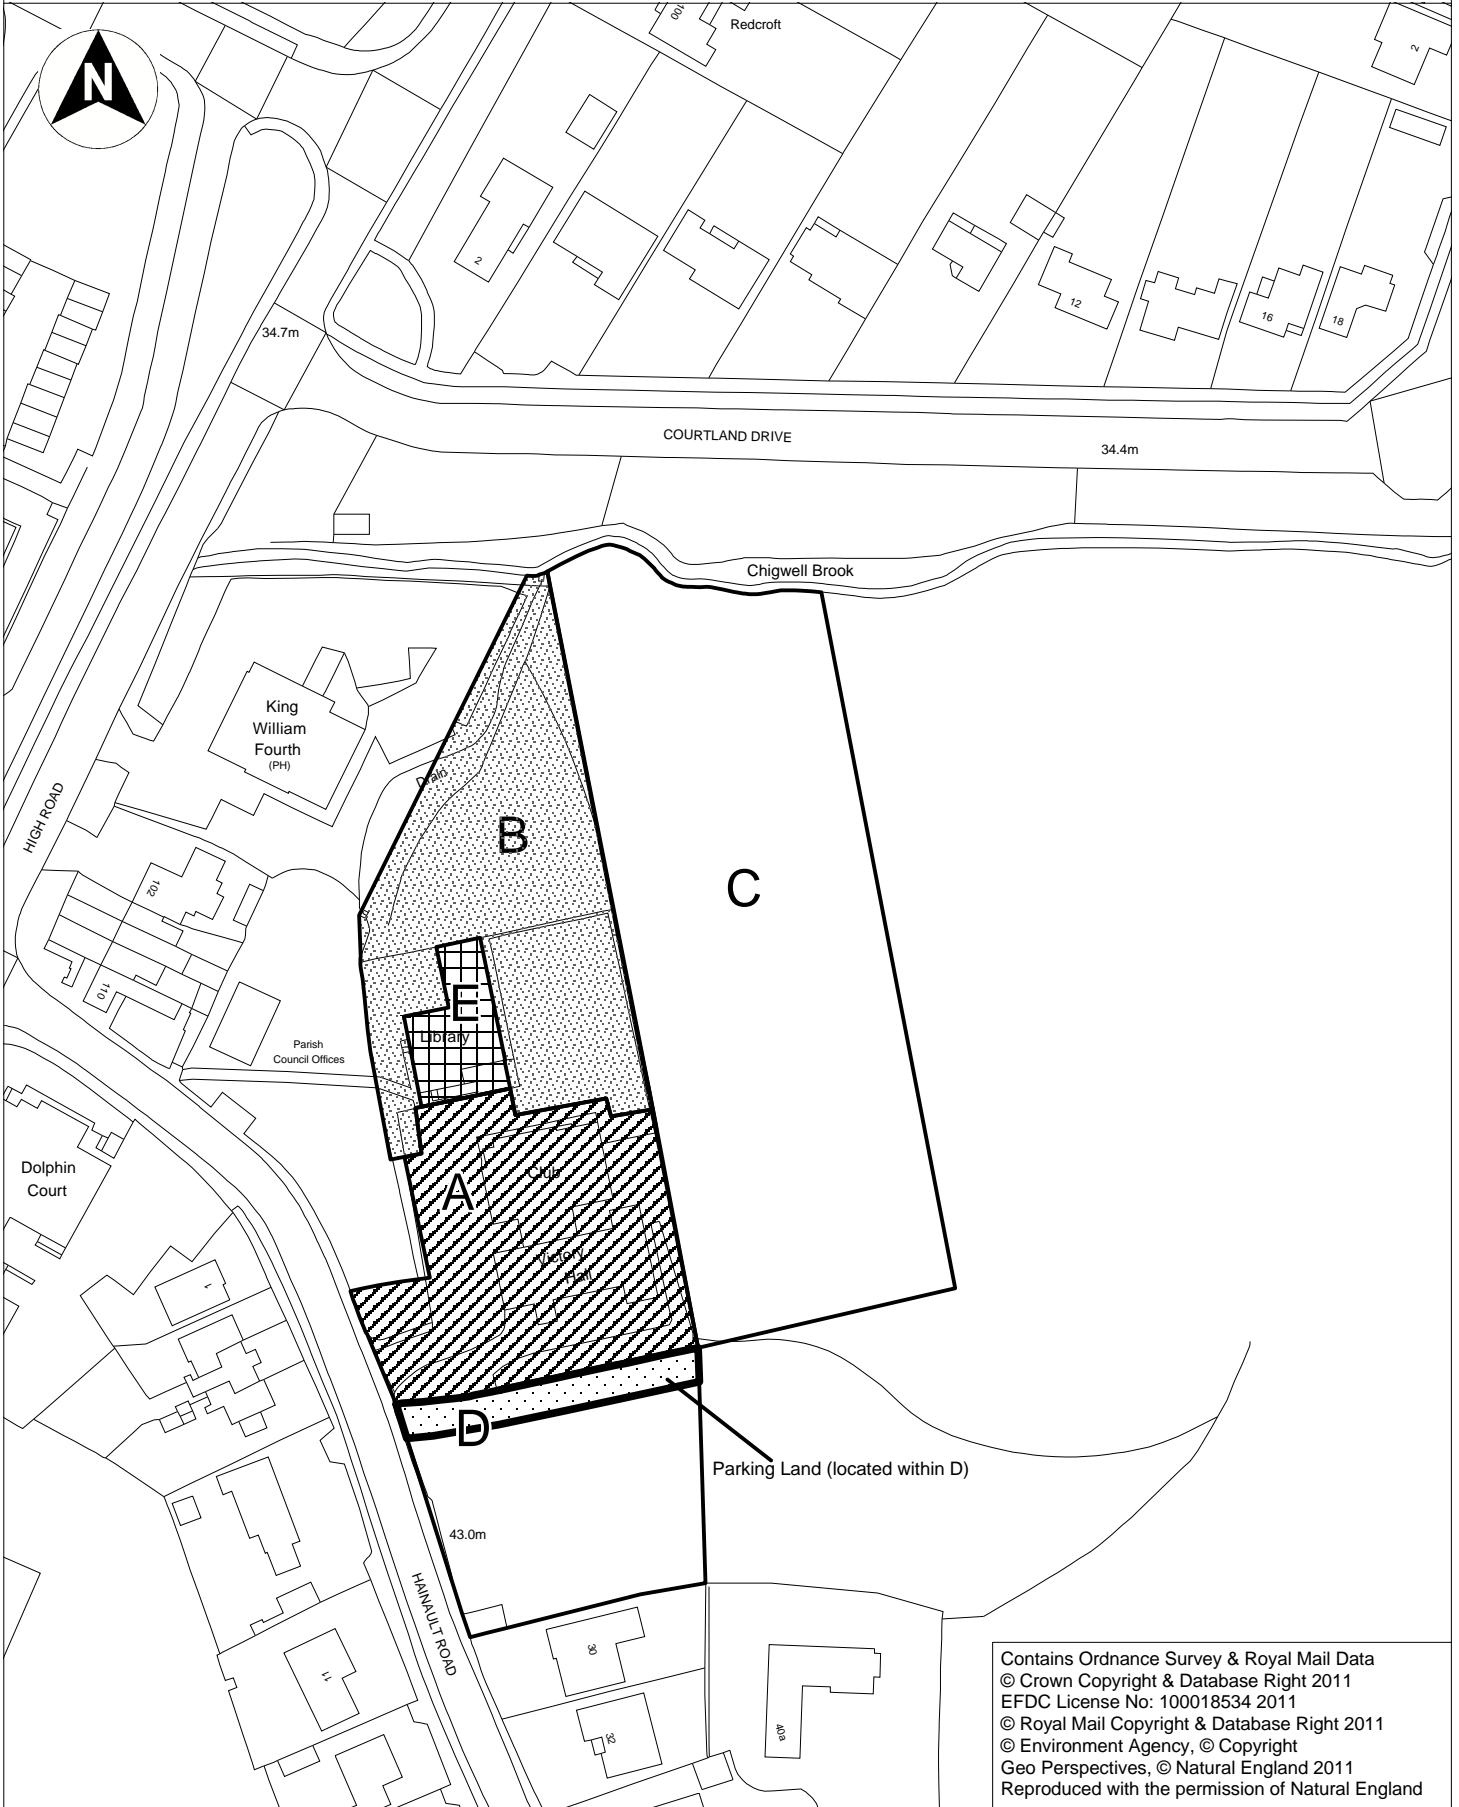 100
Redcroft
2
N
2
12
16
18
34.7m
COURTLAND DRIVE
34.4m
Chigwell Brook
King
William
Fourth
(PH)
Drain
HIGH ROAD
B
C
102
110
E
Library
Parish
Council Offices
Dolphin
Court
Club
A
Victory
Hall
1
D
Parking Land (located within D)
43.0m
HAINAULT ROAD
30
11
32
40a
Contains Ordnance Survey & Royal Mail Data
© Crown Copyright & Database Right 2011
EFDC License No: 100018534 2011
© Royal Mail Copyright & Database Right 2011
© Environment Agency, © Copyright
Geo Perspectives, © Natural England 2011
Reproduced with the permission of Natural England